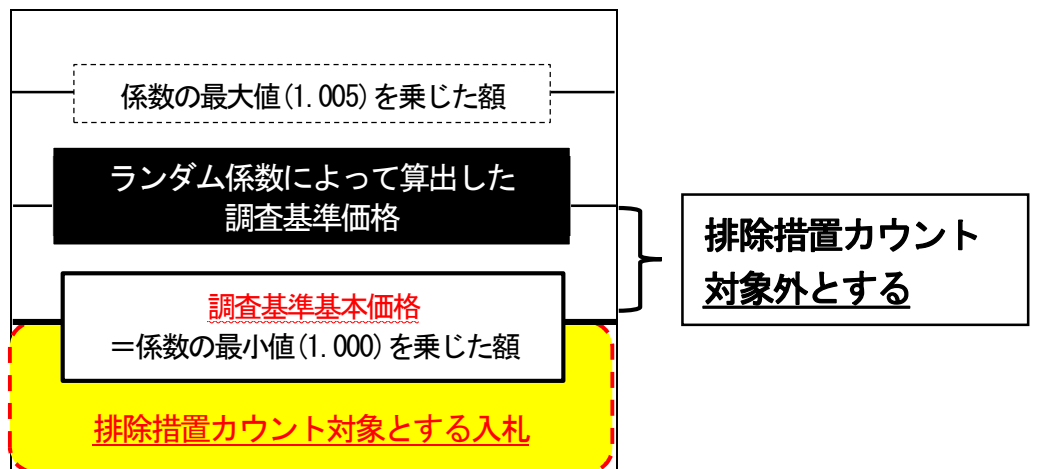 係数の最大値(1.005)を乗じた額
ランダム係数によって算出した
調査基準価格
排除措置カウント
対象外とする
調査基準基本価格
＝係数の最小値(1.000)を乗じた額
排除措置カウント対象とする入札